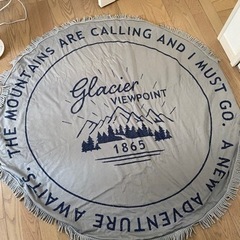 THE MOUNTAINS ARE CALLING AND I MUST GO. A NEW ADVENTURE AWAITS.
Glacier
VIEWPOINT
1865